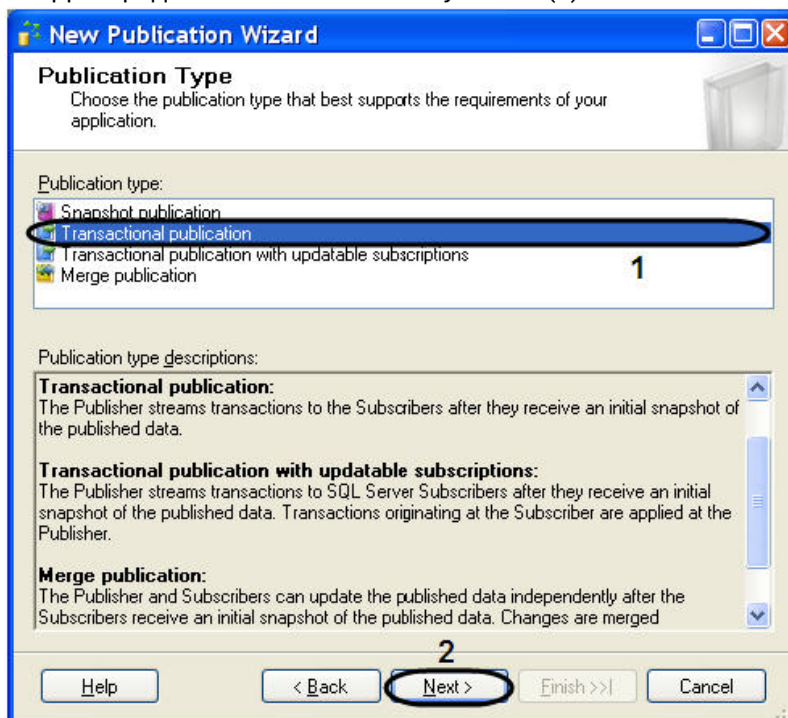 New Publication Wizard
Publication Type
Choose the publication type that best supports the requirements of your
application.
Publication type:
Snapshot publication
Transactional publication
Transactional publication with updatable subscriptions
1
Merge publication
Publication type descriptions:
Transactional publication:
The Publisher streams transactions to the Subscribers after they receive an initial snapshot of
the published data.
Transactional publication with updatable subscriptions:
The Publisher streams transactions to SQL Server Subscribers after they receive an initial
snapshot of the published data. Transactions originating at the Subscriber are applied at the
Publisher.
Merge publication:
The Publisher and Subscribers can update the published data independently after the
Subscribers receive an initial snapshot of the published data. Changes are merged
2
Help
< Back
Next >
Finish >>|
Cancel